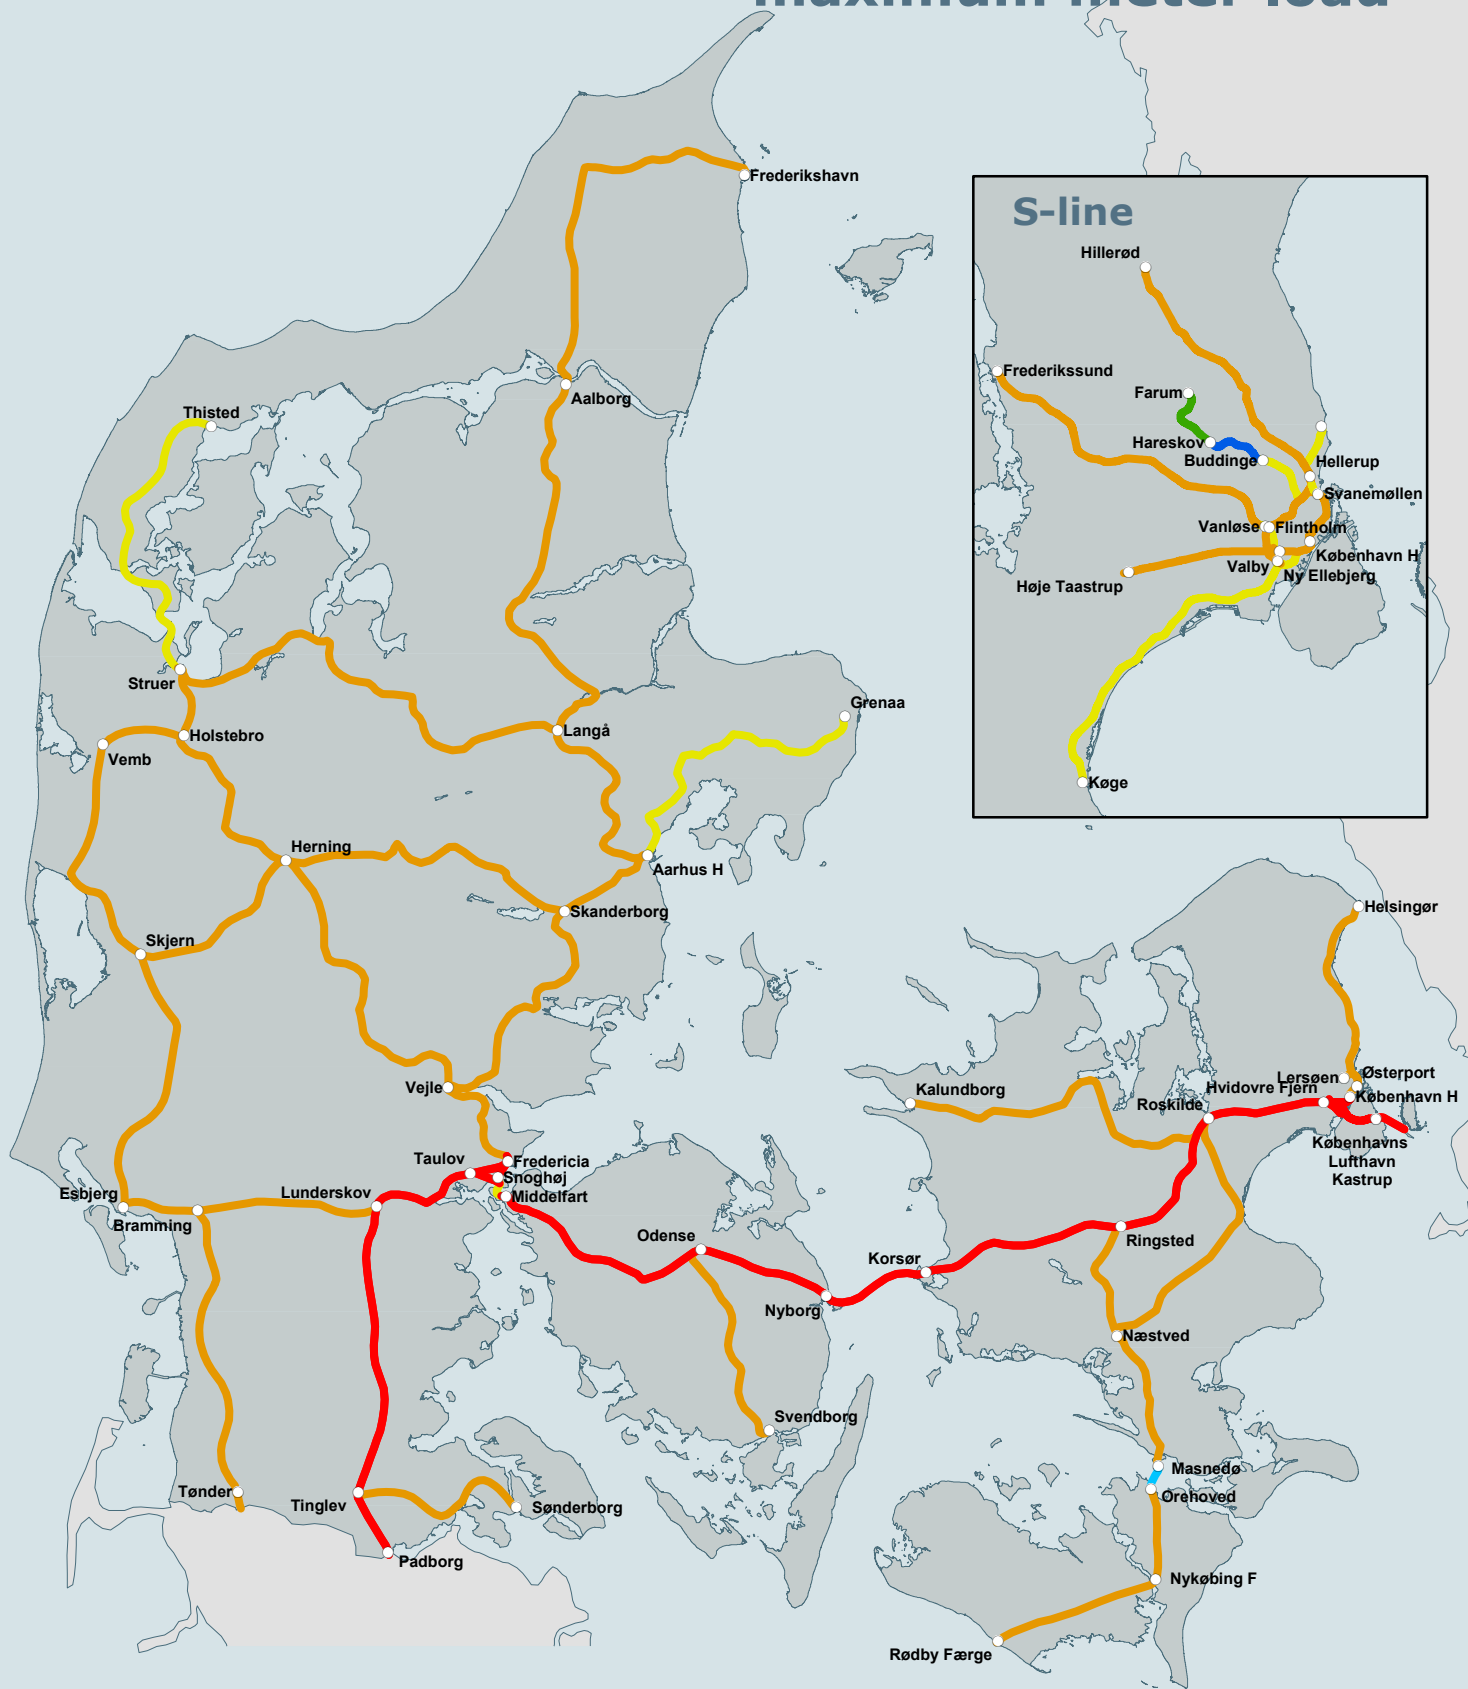 maximum meter load
Frederikshavn
S-line
Hillerød
Frederikssund
Farum
Aalborg
Thisted
Hareskov
Buddinge
Hellerup
Svanemøllen
Vanløse
Flintholm
København H
Valby
Ny Ellebjerg
Høje Taastrup
Struer
Grenaa
Holstebro
Langå
Vemb
Køge
Herning
Aarhus H
Skanderborg
Helsingør
Skjern
Vejle
Kalundborg
Lersøen
Østerport
Hvidovre Fjern
København H
Roskilde
Københavns
Lufthavn
Kastrup
Taulov
Fredericia
Snoghøj
Middelfart
Esbjerg
Lunderskov
Bramming
Odense
Ringsted
Korsør
Nyborg
Næstved
Svendborg
Masnedø
Orehoved
Tønder
Tinglev
Sønderborg
Padborg
Nykøbing F
Rødby Færge